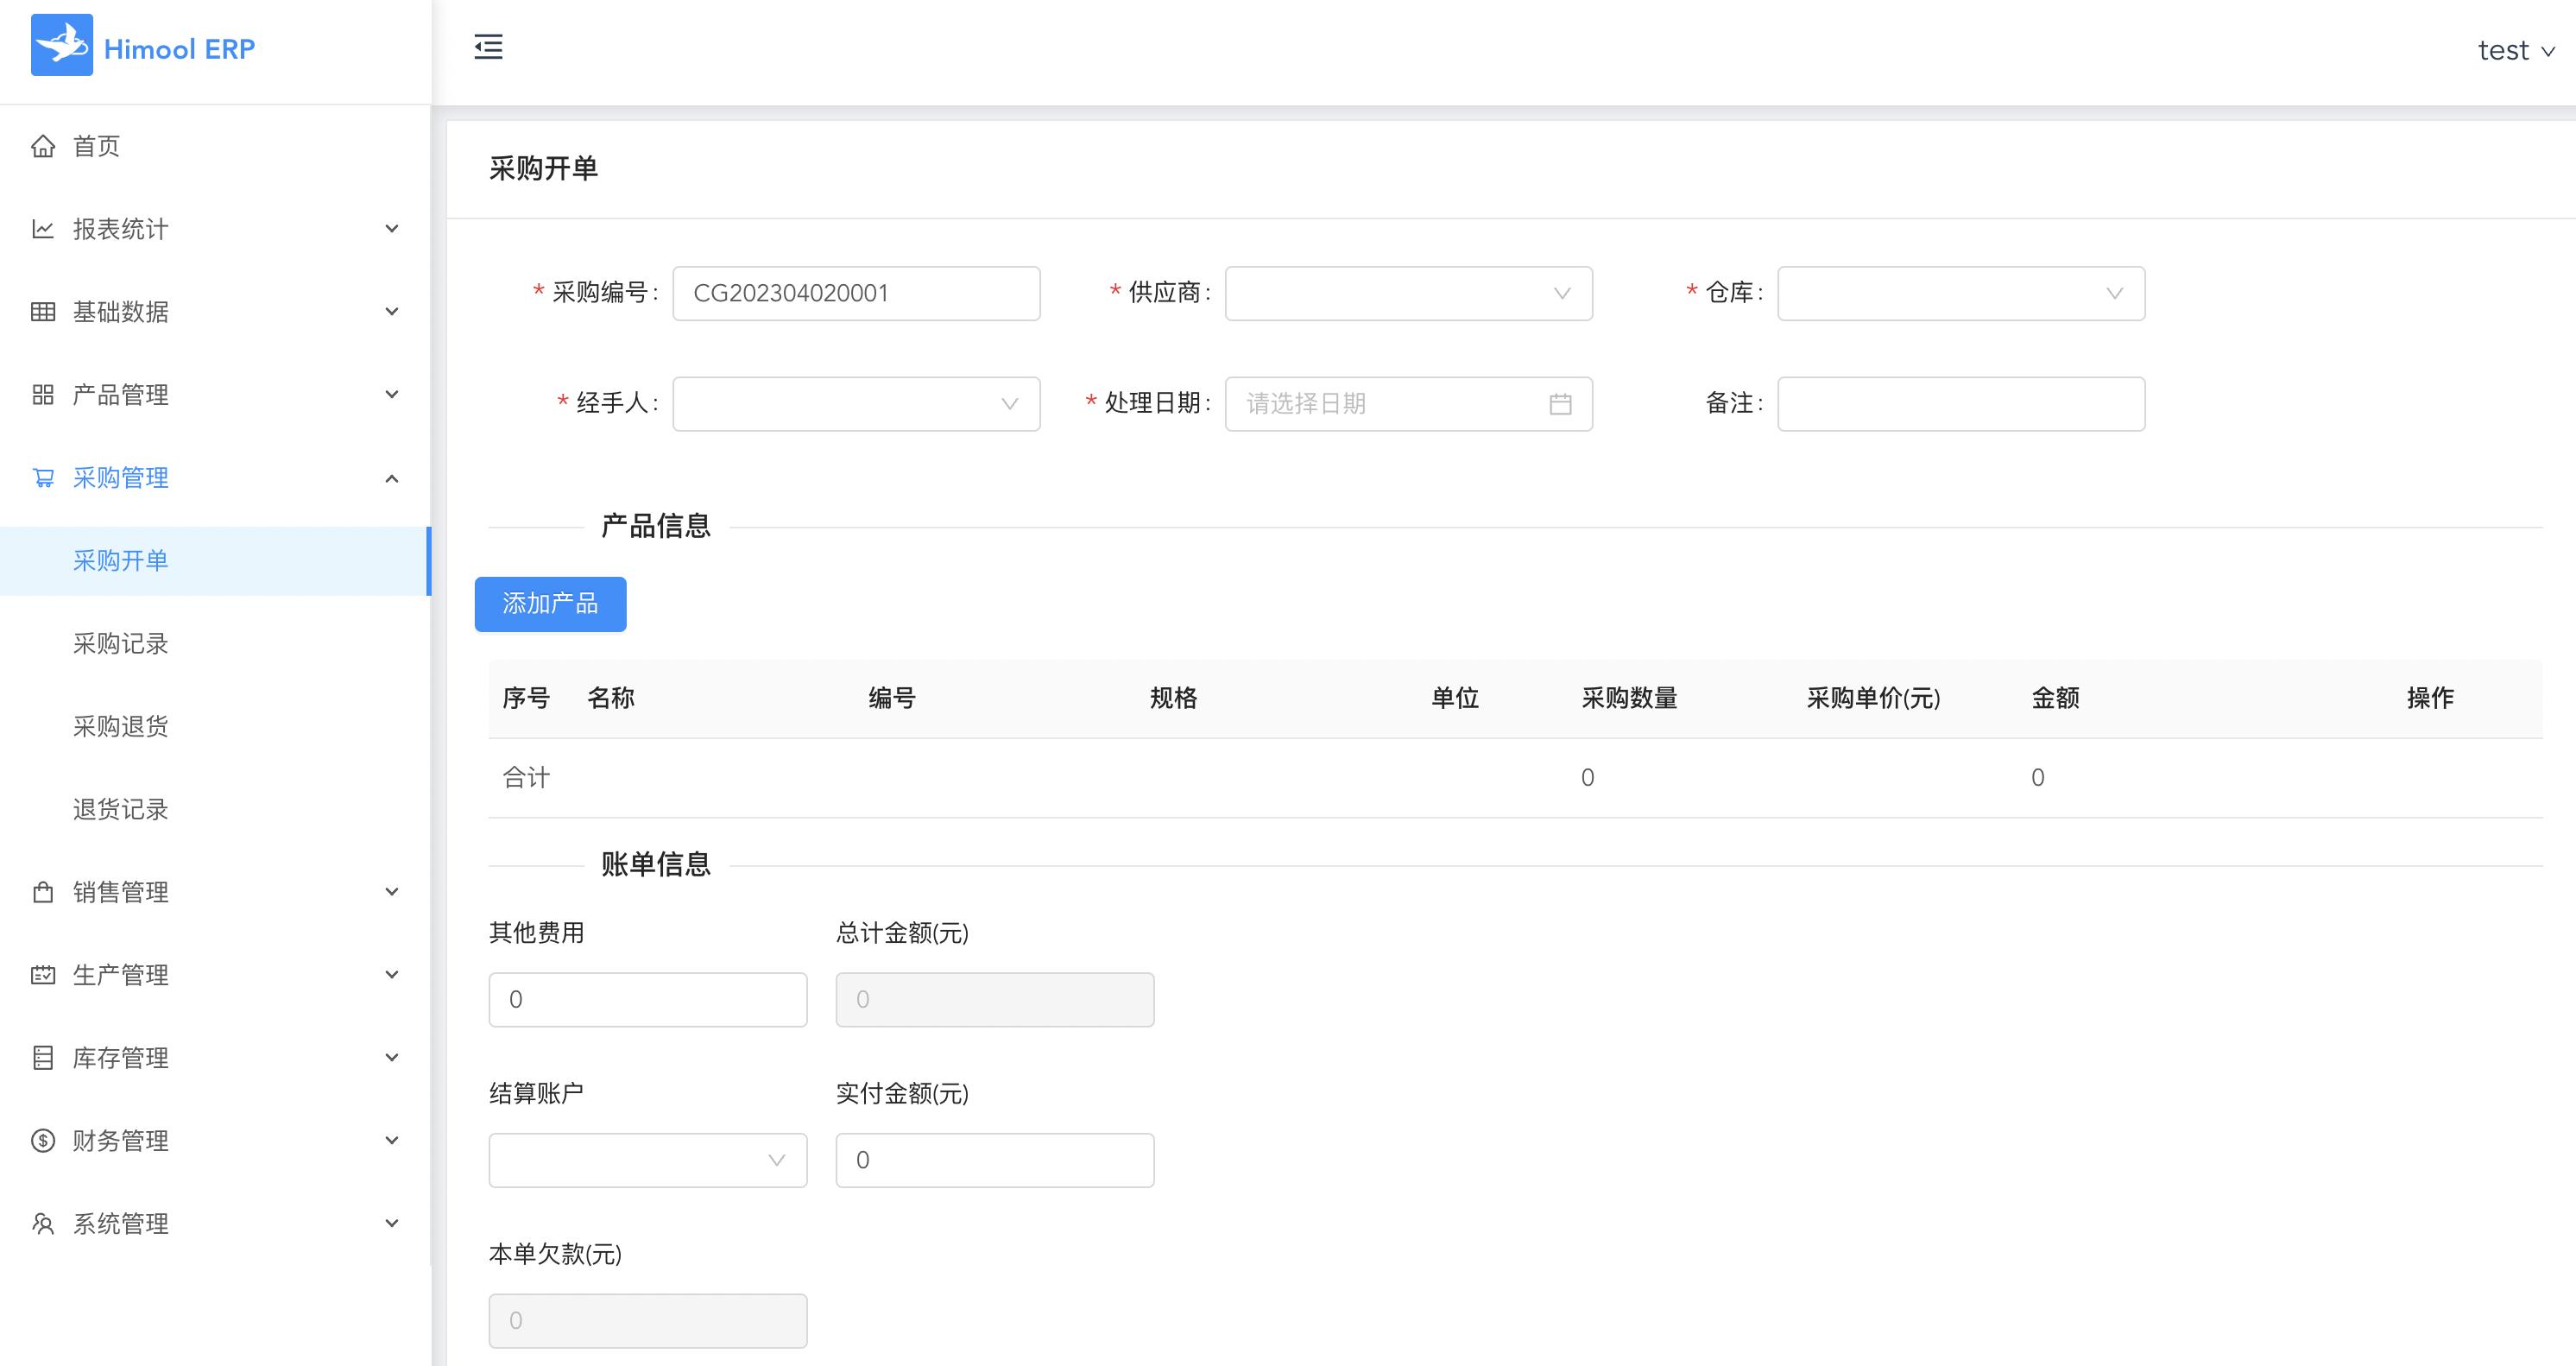 Himool ERP
test
首页
报表统计
基础数据
产品管理
采购管理
采购开单
采购记录
采购退货
退货记录
销售管理
生产管理
库存管理
财务管理
系统管理
采购开单
* 采购编号: CG202304020001 * 供应商: * 仓库:
* 经手人: * 处理日期: 请选择日期 备注:
产品信息
添加产品
序号 名称 编号 规格 单位 采购数量 采购单价(元) 金额 操作
合计 0 0
账单信息
其他费用 总计金额(元)
0 0
结算账户 实付金额(元)
0
本单欠款(元)
0